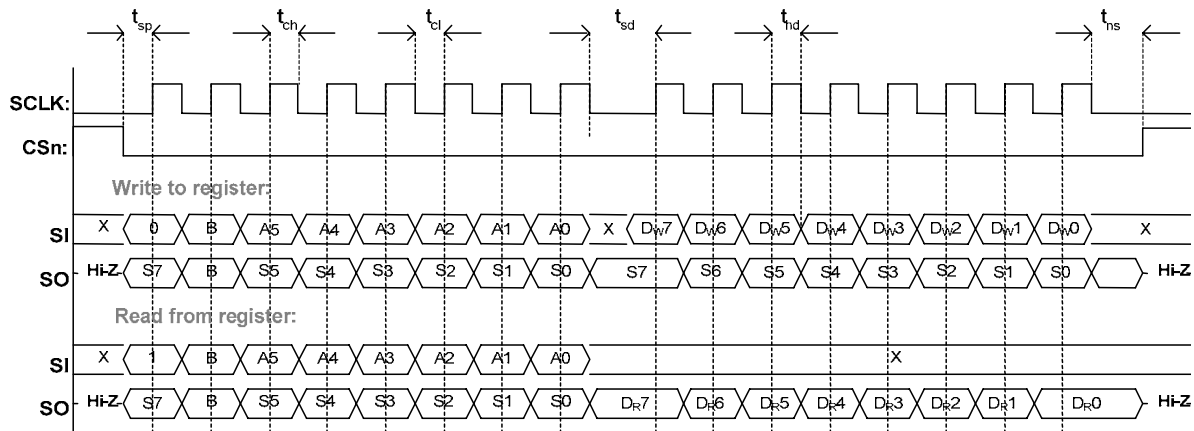 tsp tch tcl tsd thd tns
SCLK:
CSn:
Write to register:
SI X 0 B A5 A4 A3 A2 A1 A0 X DW7 DW6 DW5 DW4 DW3 DW2 DW1 DW0 X
SO Hi-Z S7 B S5 S4 S3 S2 S1 S0 S7 S6 S5 S4 S3 S2 S1 S0 Hi-Z
Read from register:
SI X 1 B A5 A4 A3 A2 A1 A0 X
SO Hi-Z S7 B S5 S4 S3 S2 S1 S0 DR7 DR6 DR5 DR4 DR3 DR2 DR1 DR0 Hi-Z